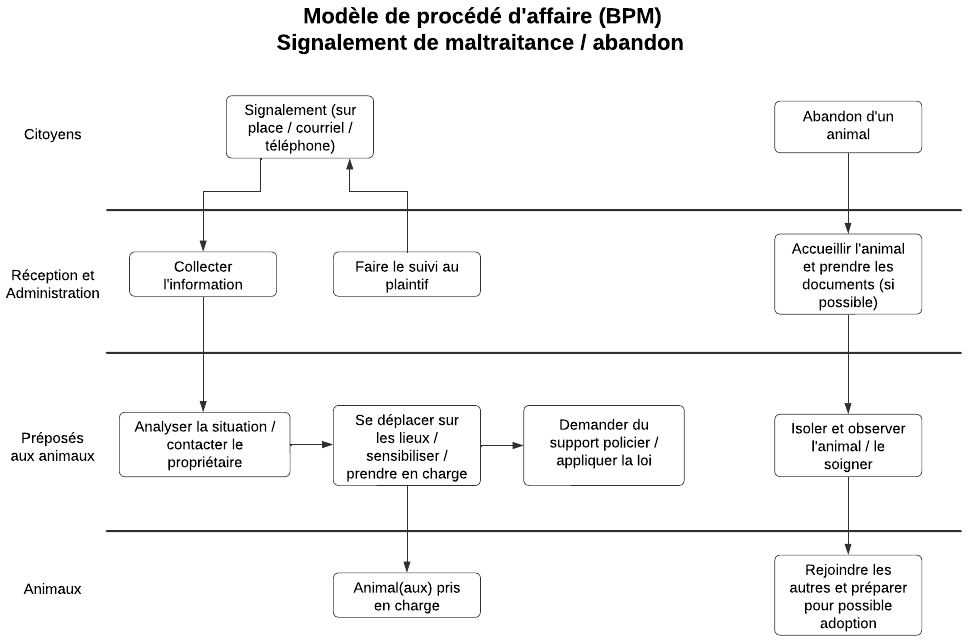 Modèle de procédé d'affaire (BPM)
Signalement de maltraitance / abandon
Citoyens
Signalement (sur
place / courriel /
téléphone)
Abandon d'un
animal
Réception et
Administration
Collecter
l'information
Faire le suivi au
plaintif
Accueillir l'animal
et prendre les
documents (si
possible)
Préposés
aux animaux
Analyser la situation /
contacter le
propriétaire
Se déplacer sur
les lieux /
sensibiliser /
prendre en charge
Demander du
support policier /
appliquer la loi
Isoler et observer
l'animal / le
soigner
Animaux
Animal(aux) pris
en charge
Rejoindre les
autres et préparer
pour possible
adoption